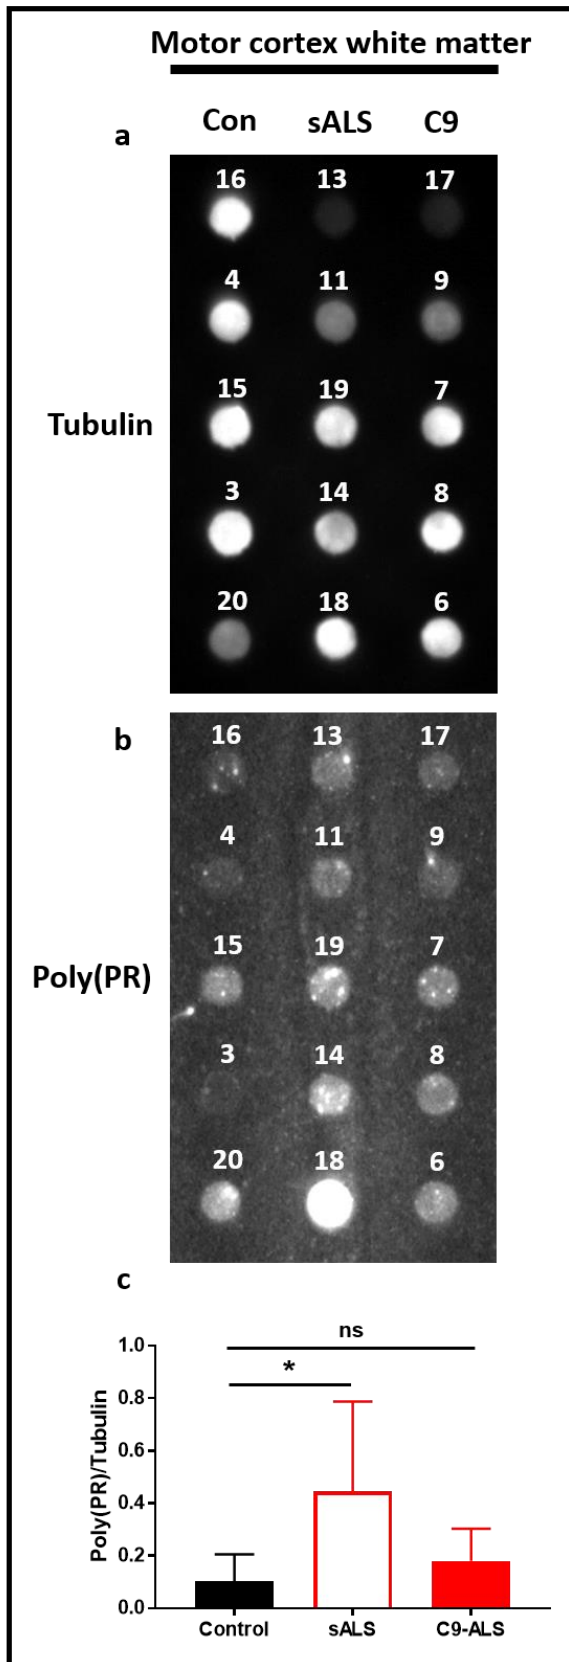 Motor cortex white matter
Con sALS C9
a
16 13 17
4 11 9
15 19 7
Tubulin
3 14 8
20 18 6
b
16 13 17
4 11 9
15 19 7
Poly(PR)
3 14 8
20 18 6
c
ns
*
1.0
0.8
0.6
0.4
0.2
0.0
Poly(PR)/Tubulin
Control sALS C9-ALS